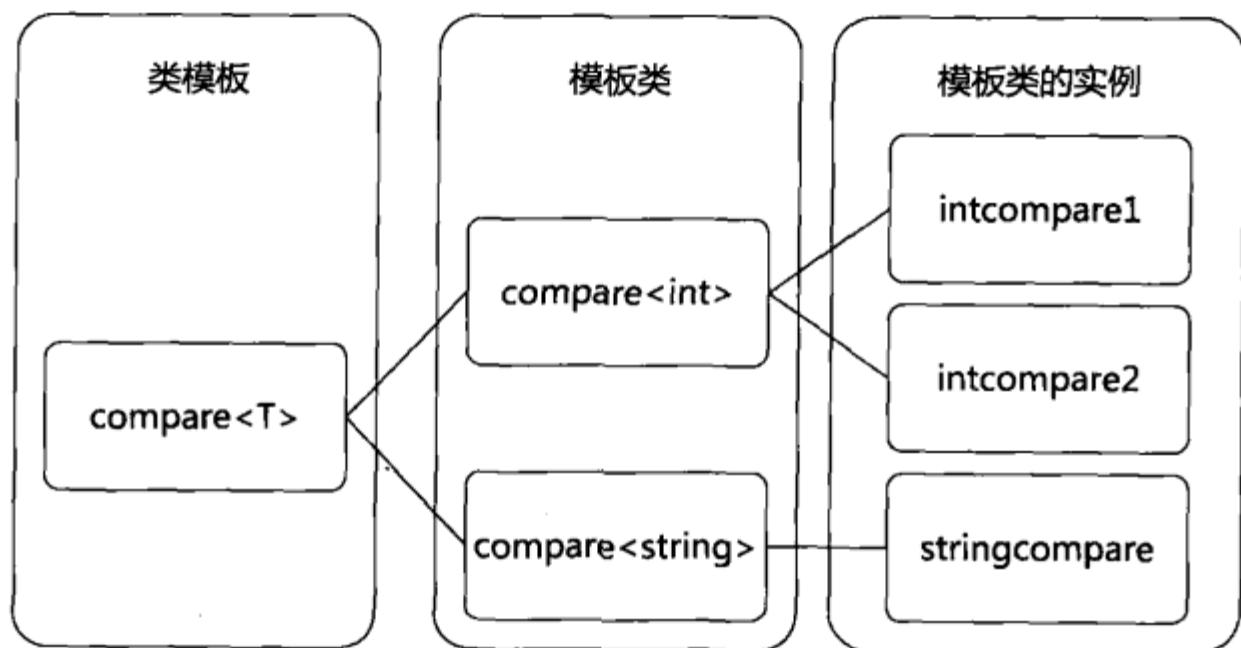 类模板
compare<T>
模板类
compare<int>
compare<string>
模板类的实例
intcompare1
intcompare2
stringcompare